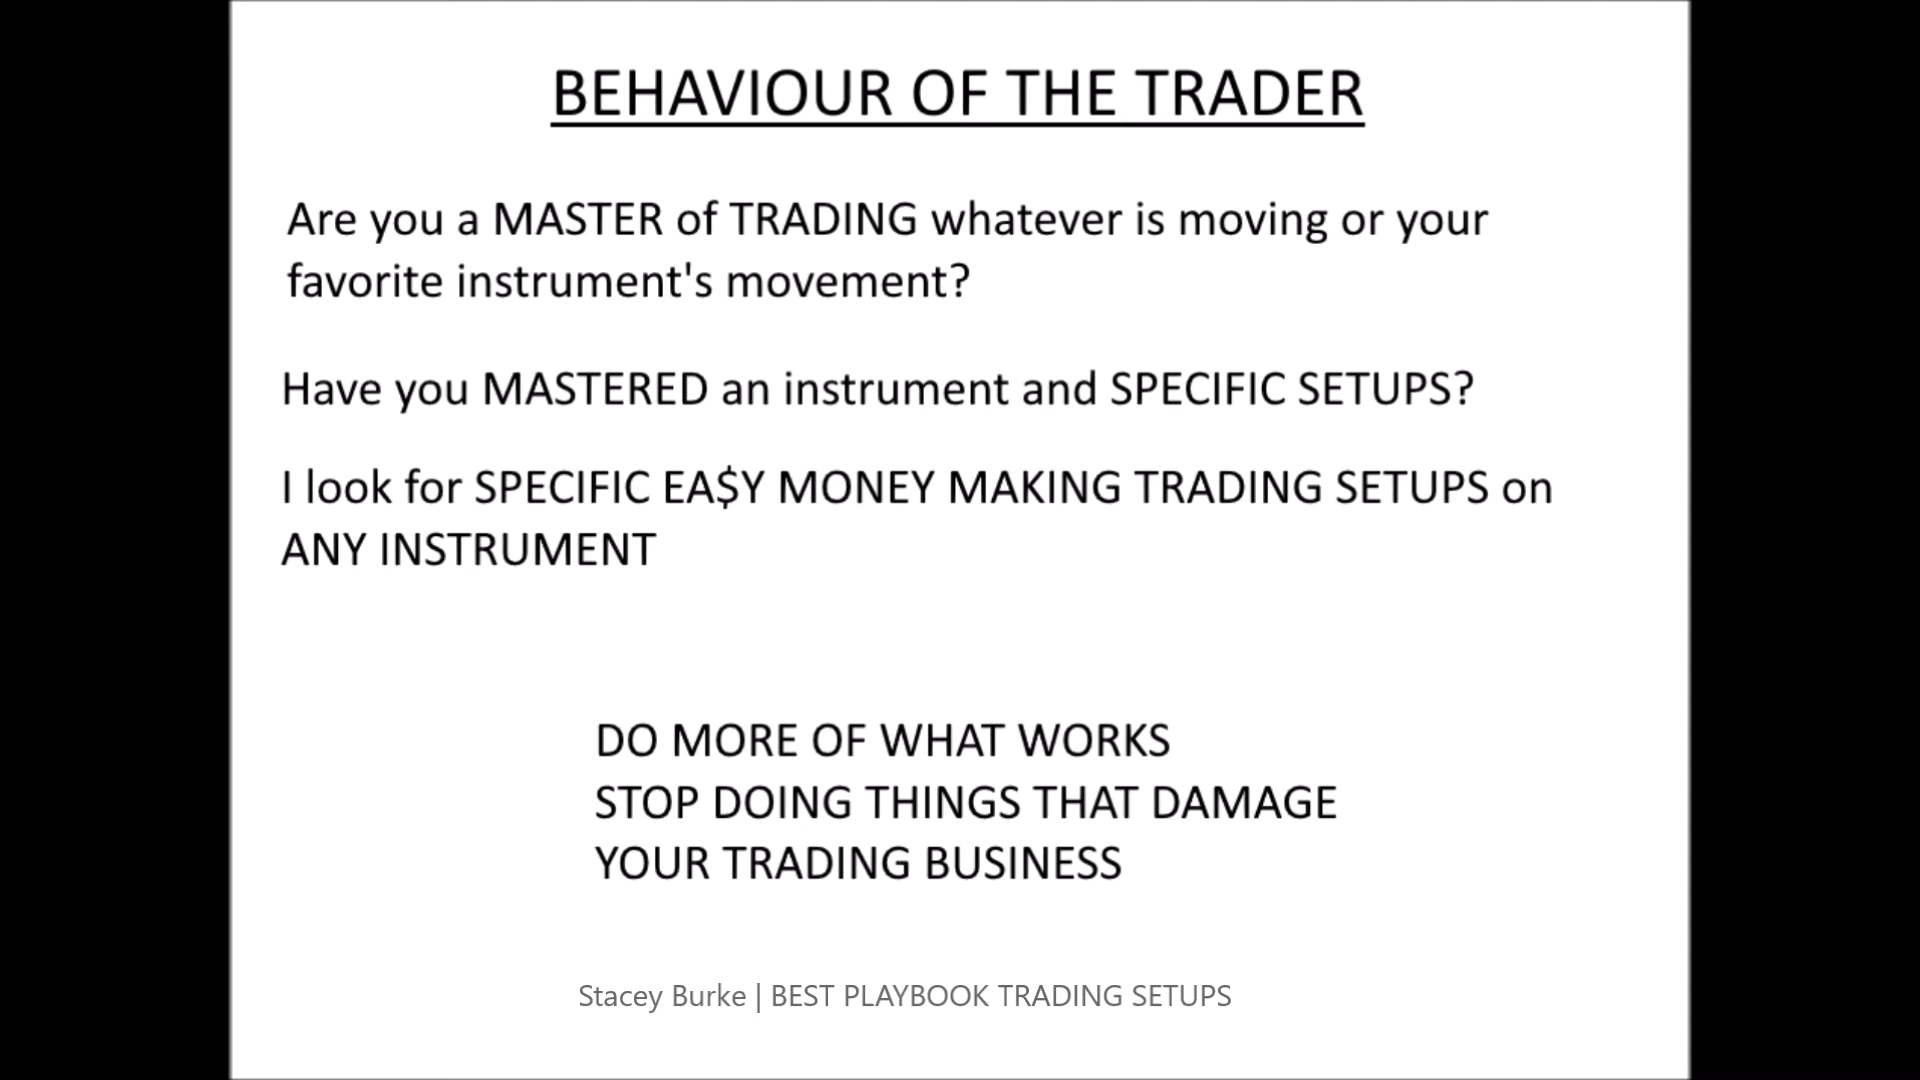 BEHAVIOUR OF THE TRADER
Are you a MASTER of TRADING whatever is moving or your
favorite instrument's movement?
Have you MASTERED an instrument and SPECIFIC SETUPS?
I look for SPECIFIC EA$Y MONEY MAKING TRADING SETUPS on
ANY INSTRUMENT
DO MORE OF WHAT WORKS
STOP DOING THINGS THAT DAMAGE
YOUR TRADING BUSINESS
Stacey Burke | BEST PLAYBOOK TRADING SETUPS